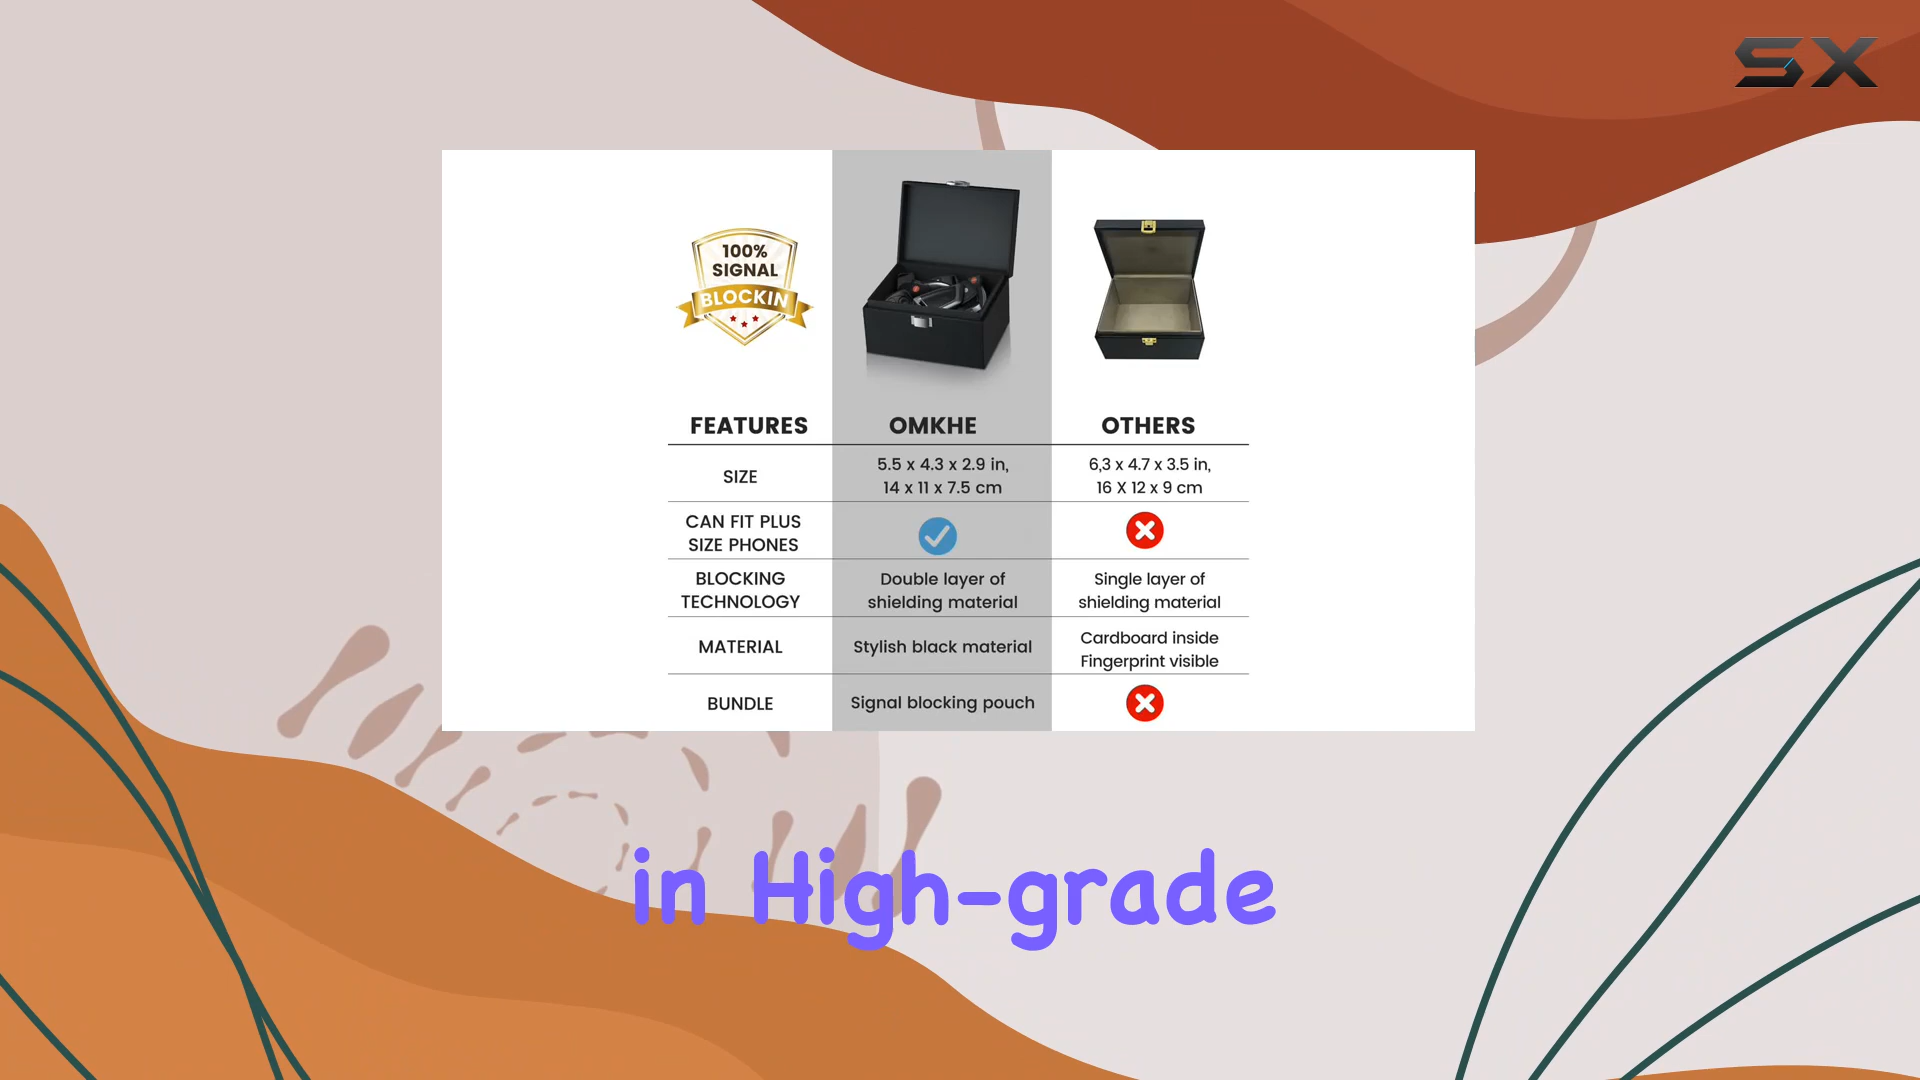 SX
100%
SIGNAL
BLOCKIN
FEATURES OMKHE OTHERS
SIZE
5.5 x 4.3 x 2.9 in,
14 x 11 x 7.5 cm
6,3 x 4.7 x 3.5 in,
16 X 12 x 9 cm
CAN FIT PLUS
SIZE PHONES
BLOCKING
TECHNOLOGY
Double layer of
shielding material
Single layer of
shielding material
MATERIAL
Stylish black material
Cardboard inside
Fingerprint visible
BUNDLE
Signal blocking pouch
in High-grade